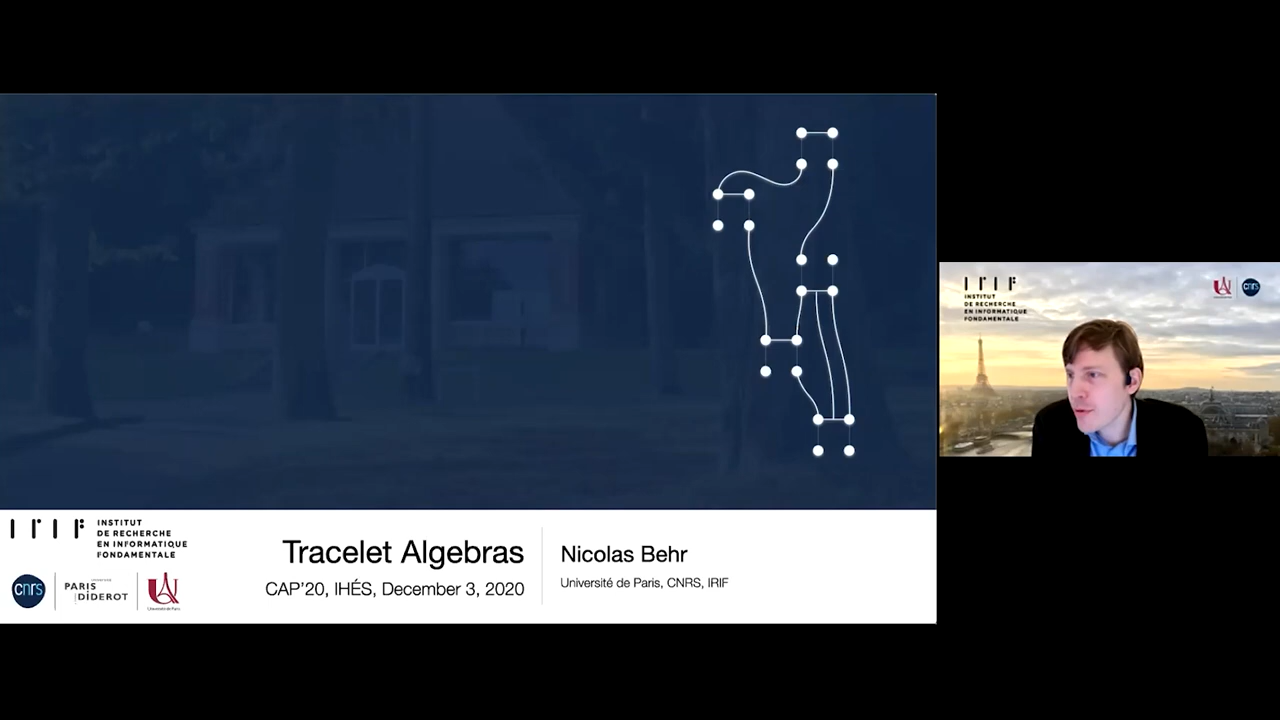 IRIF
INSTITUT
DE RECHERCHE
EN INFORMATIQUE
FONDAMENTALE
cnrs
PARIS
DIDEROT
Université de Paris
Tracelet Algebras
CAP'20, IHÉS, December 3, 2020
Nicolas Behr
Université de Paris, CNRS, IRIF
IRIF
INSTITUT
DE RECHERCHE
EN INFORMATIQUE
FONDAMENTALE
cnrs